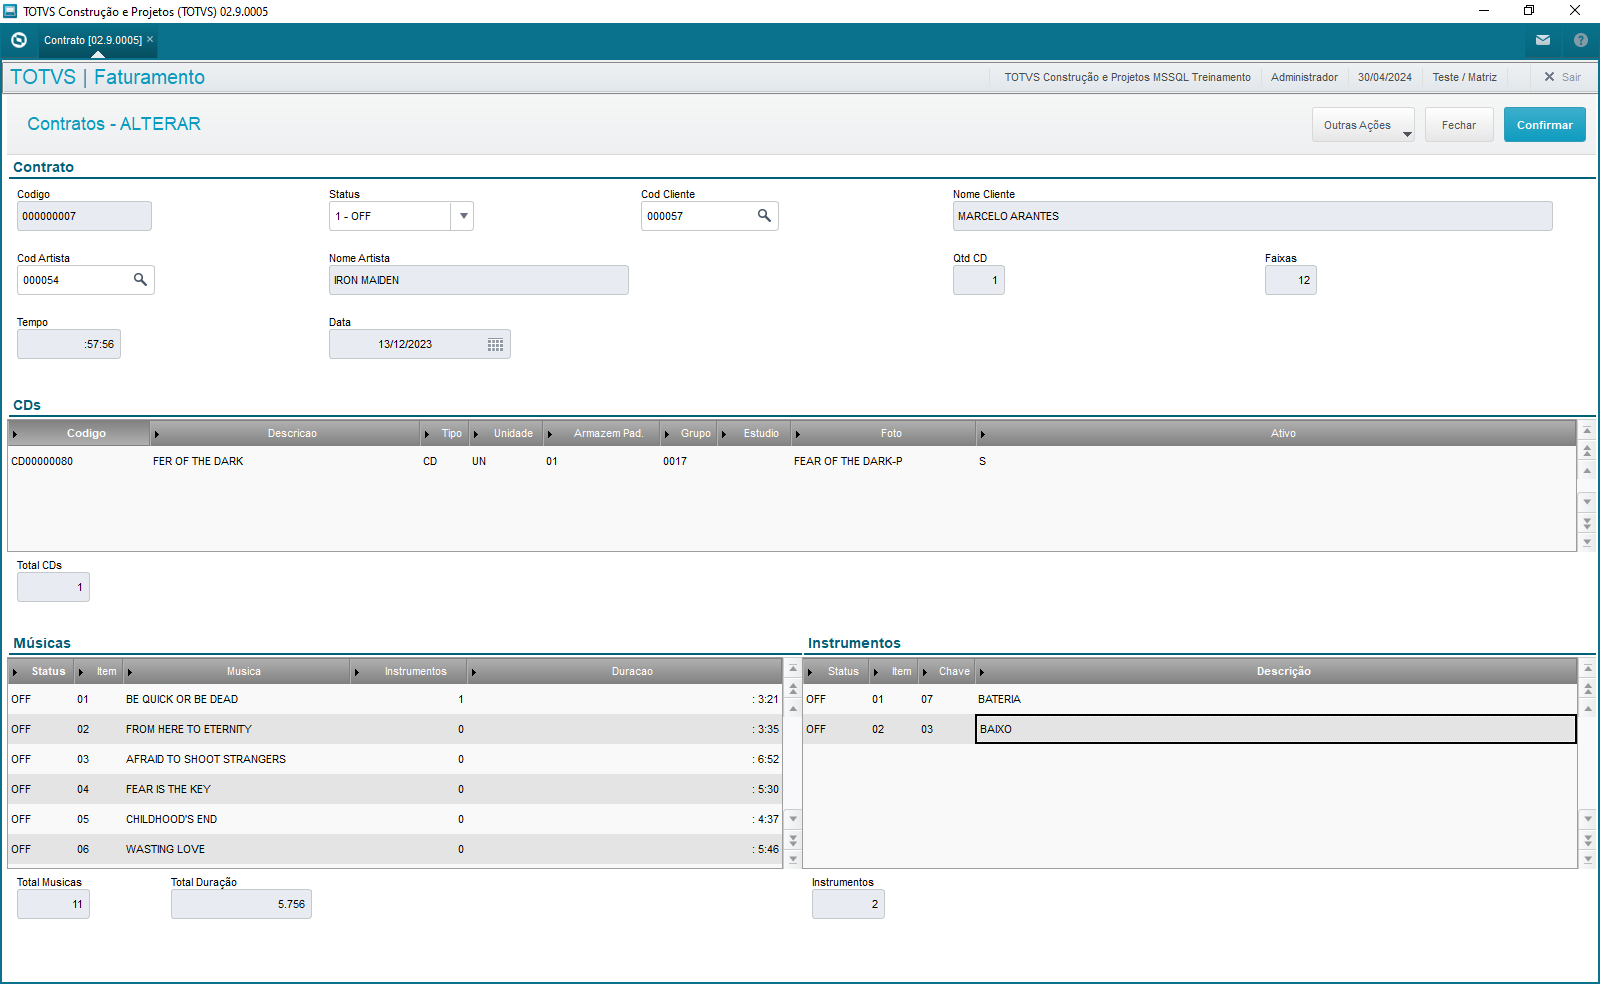 TOTVS Construção e Projetos (TOTVS) 02.9.0005
Contrato [02.9.0005] ×
TOTVS | Faturamento
TOTVS Construção e Projetos MSSQL Treinamento
Administrador
30/04/2024
Teste / Matriz
Sair
Contratos - ALTERAR
Outras Ações
Fechar
Confirmar
Contrato
Codigo
000000007
Status
1 - OFF
Cod Cliente
000057
Nome Cliente
MARCELO ARANTES
Cod Artista
000054
Nome Artista
IRON MAIDEN
Qtd CD
1
Faixas
12
Tempo
:57:56
Data
13/12/2023
CDs
Codigo Descricao Tipo Unidade Armazem Pad. Grupo Estudio Foto Ativo
CD00000080 FER OF THE DARK CD UN 01 0017 FEAR OF THE DARK-P S
Total CDs
1
Músicas
Status Item Musica Instrumentos Duracao
OFF 01 BE QUICK OR BE DEAD 1 : 3:21
OFF 02 FROM HERE TO ETERNITY 0 : 3:35
OFF 03 AFRAID TO SHOOT STRANGERS 0 : 6:52
OFF 04 FEAR IS THE KEY 0 : 5:30
OFF 05 CHILDHOOD'S END 0 : 4:37
OFF 06 WASTING LOVE 0 : 5:46
Total Musicas
11
Total Duração
5.756
Instrumentos
Status Item Chave Descrição
OFF 01 07 BATERIA
OFF 02 03 BAIXO
Instrumentos
2